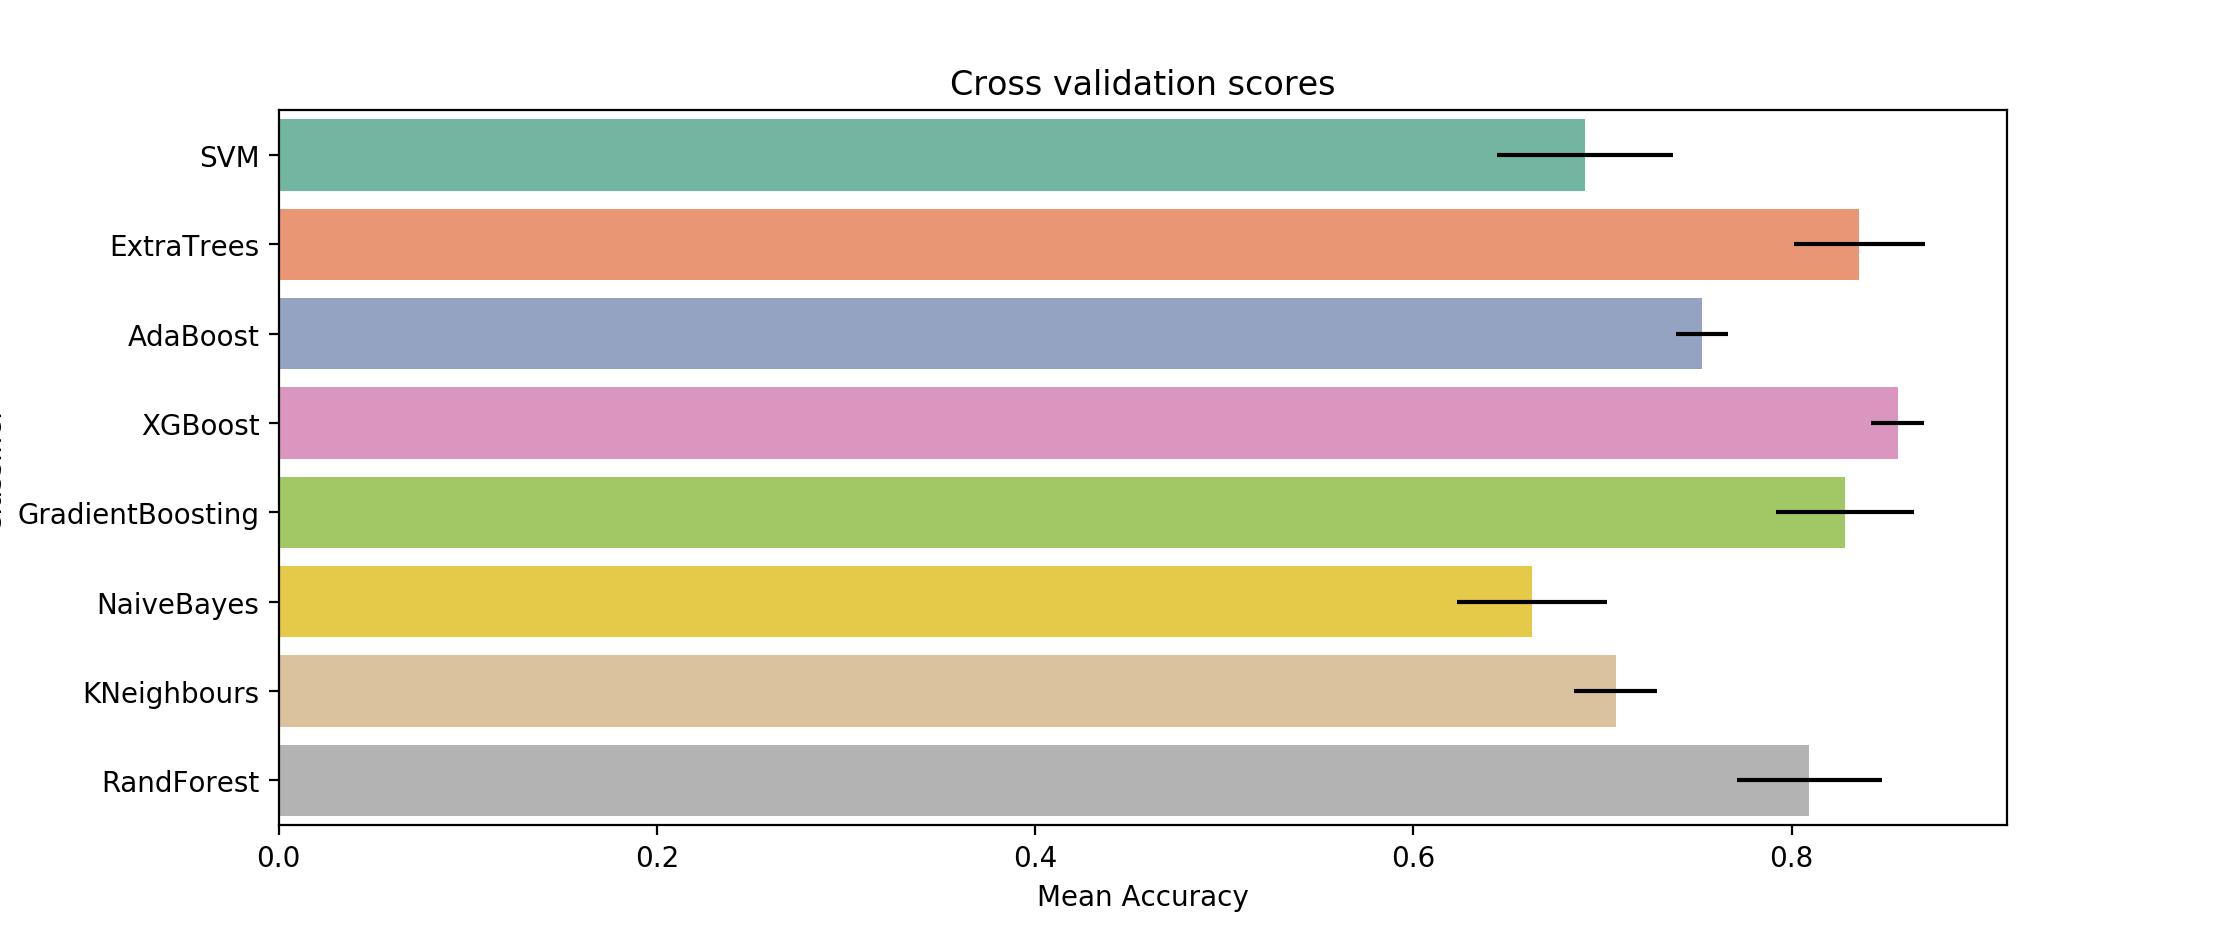 Cross validation scores
SVM
ExtraTrees
AdaBoost
XGBoost
GradientBoosting
NaiveBayes
KNeighbours
RandForest
0.0 0.2 0.4 0.6 0.8
Mean Accuracy